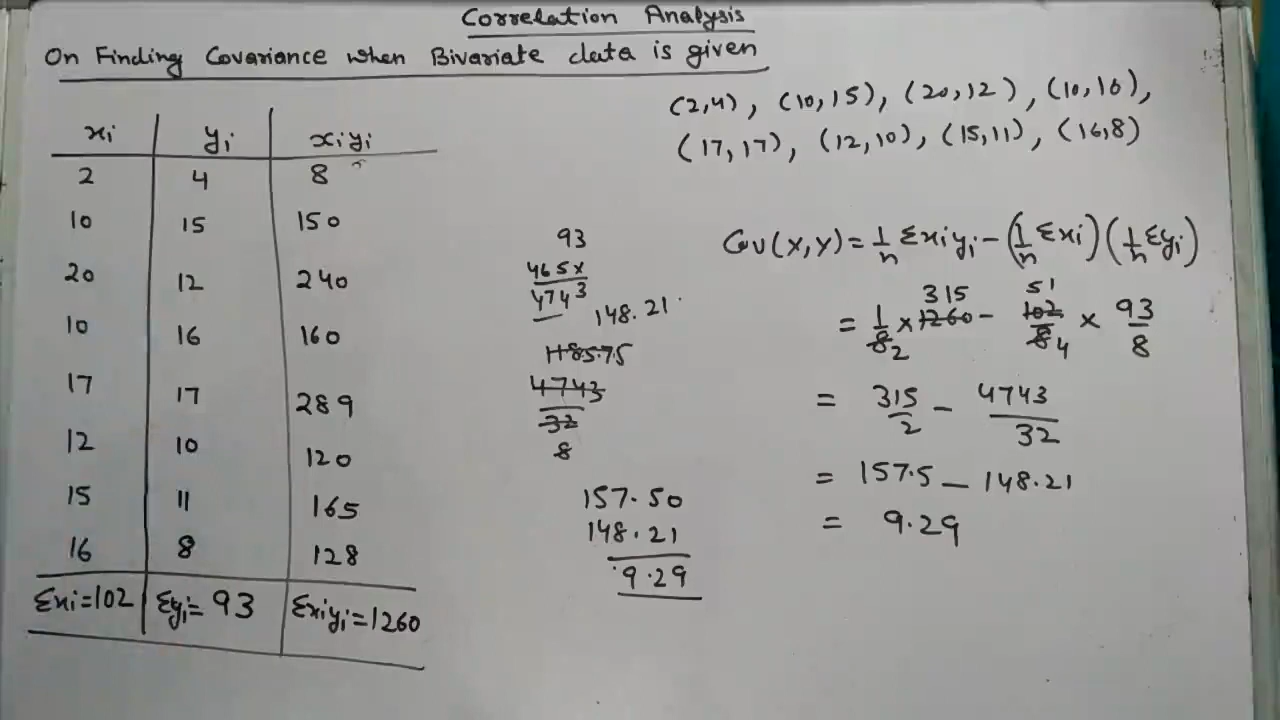 Correlation Analysis
On Finding Covariance when Bivariate data is given
(2,4), (10,15), (20,12), (10,16),
(17,17), (12,10), (15,11), (16,8)
xi yi xiyi
2 4 8
10 15 150
20 12 240
10 16 160
17 17 289
12 10 120
15 11 165
16 8 128
Σxi=102 Σyi=93 Σxiyi=1260
93
465x
4743
148.21
1185.75
4743
32
8
157.50
148.21
9.29
Cov(X,Y) = 1/n Σxiyi - (1/n Σxi)(1/n Σyi)
315 51
= 1/8 2 × 1260 - 102/8 4 × 93/8
= 315/2 - 4743/32
= 157.5 - 148.21
= 9.29